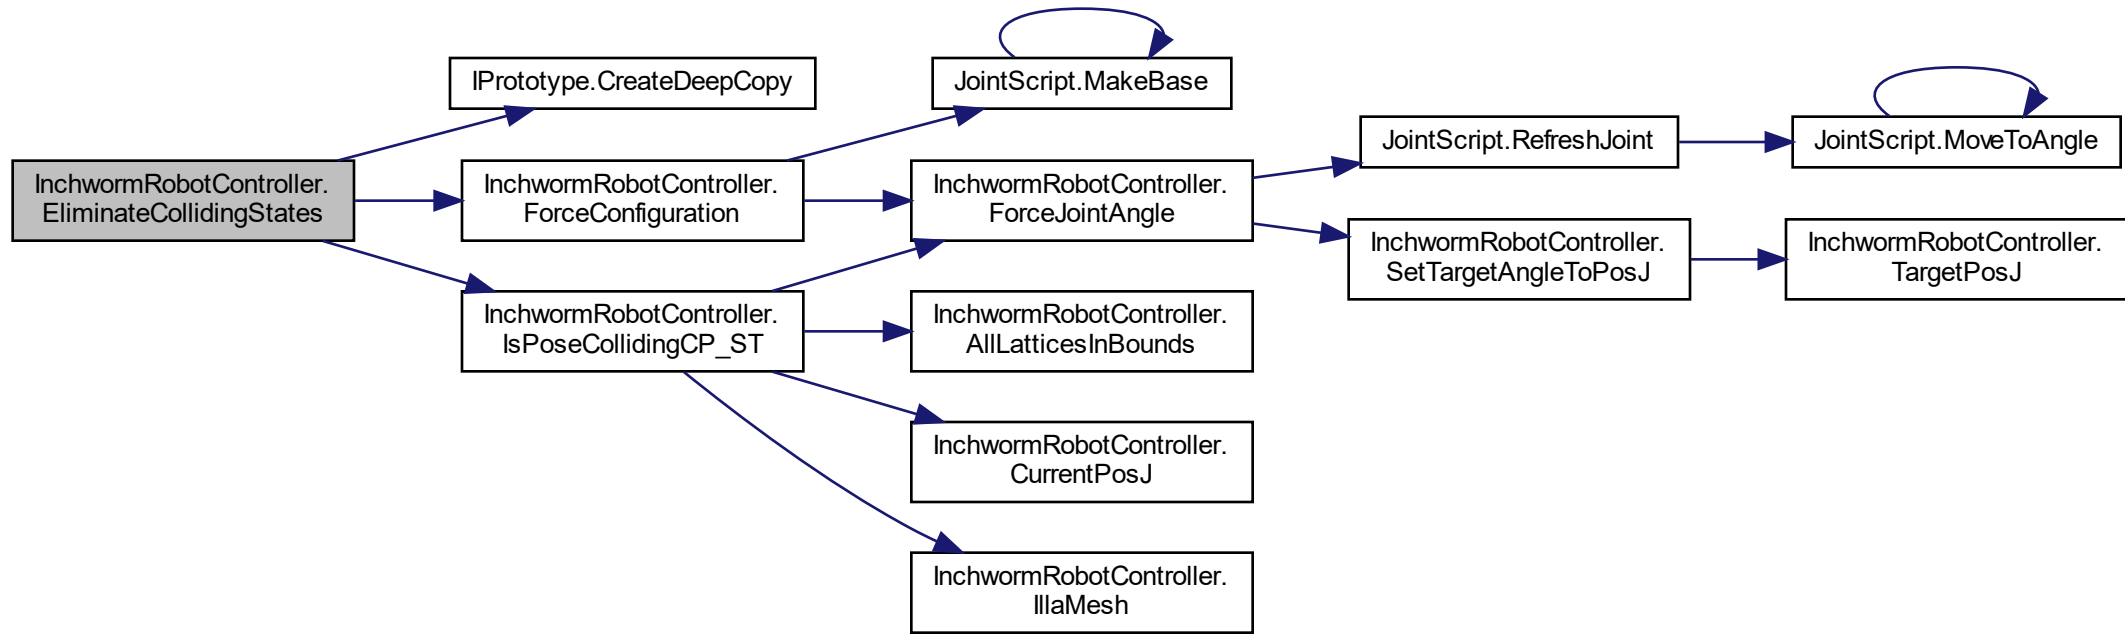 IPrototype.CreateDeepCopy
JointScript.MakeBase
JointScript.RefreshJoint
JointScript.MoveToAngle
InchwormRobotController.
EliminateCollidingStates
InchwormRobotController.
ForceConfiguration
InchwormRobotController.
ForceJointAngle
InchwormRobotController.
SetTargetAngleToPosJ
InchwormRobotController.
TargetPosJ
InchwormRobotController.
IsPoseCollidingCP_ST
InchwormRobotController.
AllLatticesInBounds
InchwormRobotController.
CurrentPosJ
InchwormRobotController.
IllaMesh